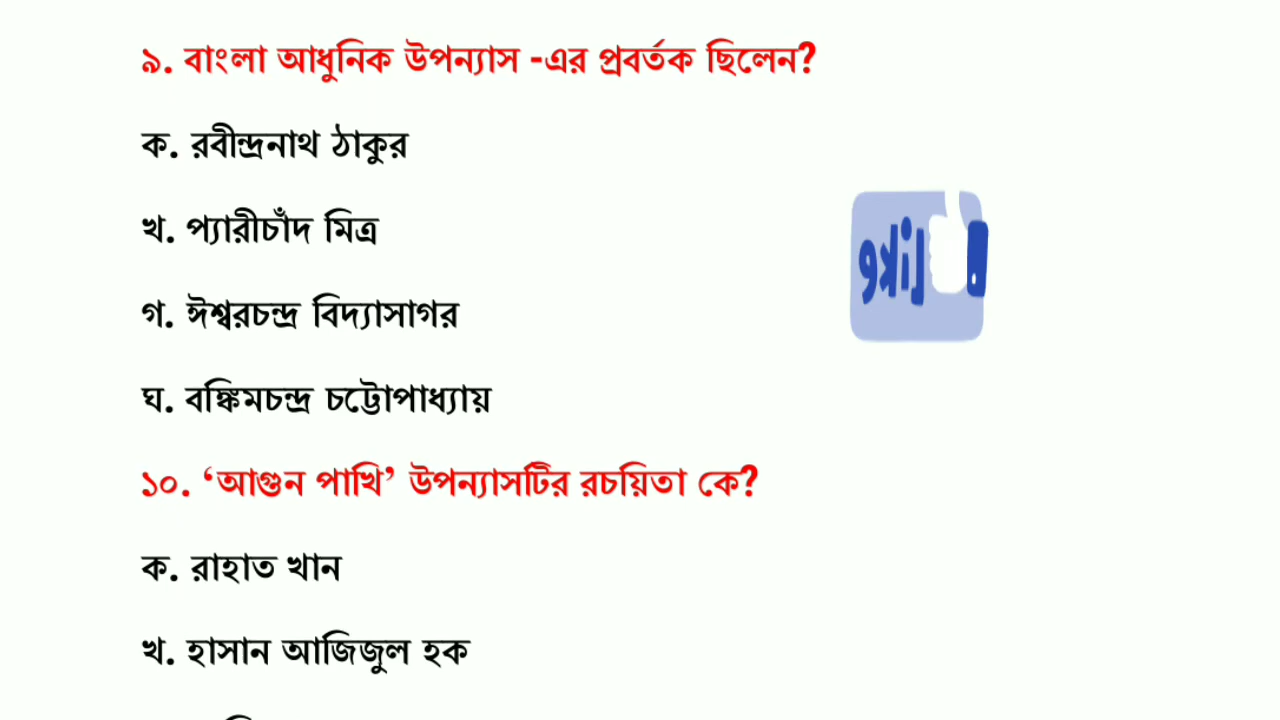 ৯. বাংলা আধুনিক উপন্যাস -এর প্রবর্তক ছিলেন?
ক. রবীন্দ্রনাথ ঠাকুর
খ. প্যারীচাঁদ মিত্র
গ. ঈশ্বরচন্দ্র বিদ্যাসাগর
ঘ. বঙ্কিমচন্দ্র চট্টোপাধ্যায়
১০. ‘আগুন পাখি’ উপন্যাসটির রচয়িতা কে?
ক. রাহাত খান
খ. হাসান আজিজুল হক